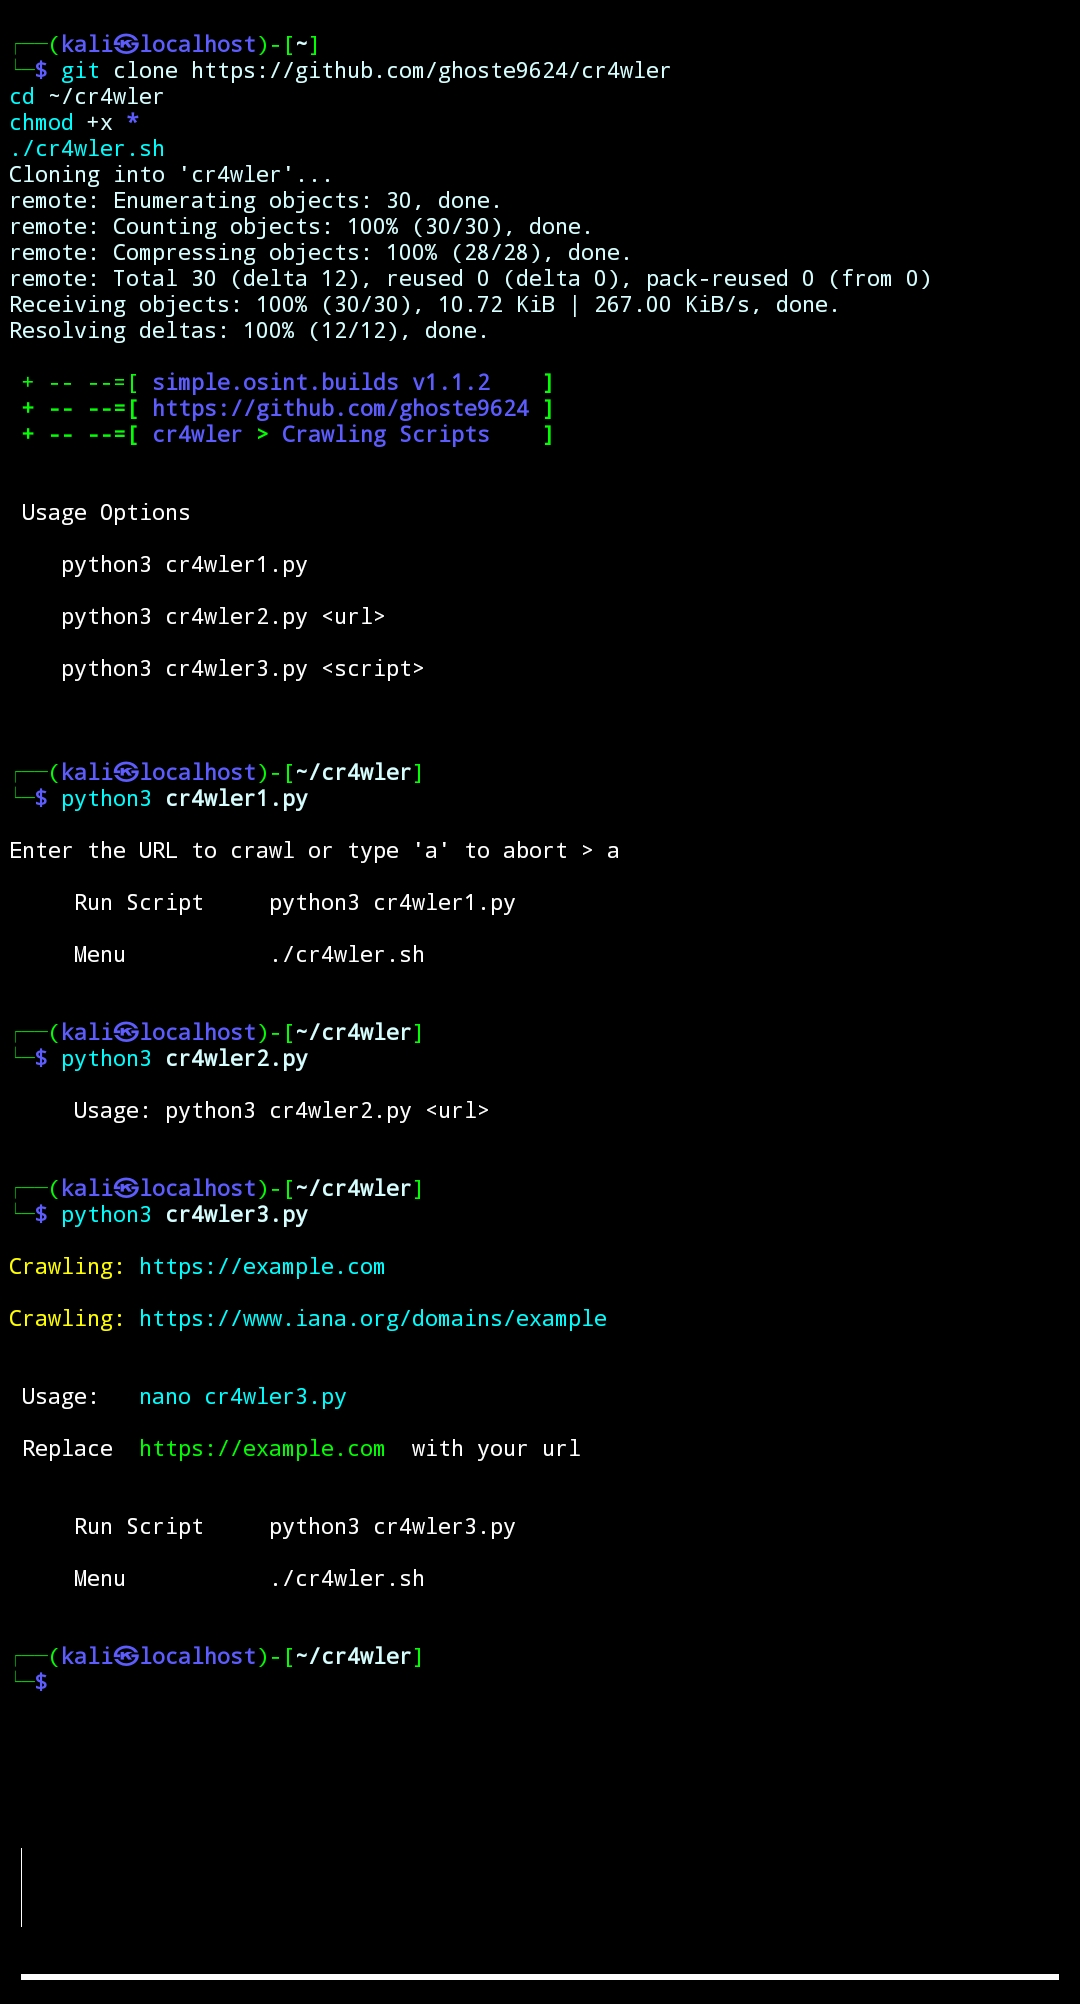 ┌──(kali㉿localhost)-[~]
└─$ git clone https://github.com/ghoste9624/cr4wler
cd ~/cr4wler
chmod +x *
./cr4wler.sh
Cloning into 'cr4wler'...
remote: Enumerating objects: 30, done.
remote: Counting objects: 100% (30/30), done.
remote: Compressing objects: 100% (28/28), done.
remote: Total 30 (delta 12), reused 0 (delta 0), pack-reused 0 (from 0)
Receiving objects: 100% (30/30), 10.72 KiB | 267.00 KiB/s, done.
Resolving deltas: 100% (12/12), done.
+ -- --=[ simple.osint.builds v1.1.2    ]
+ -- --=[ https://github.com/ghoste9624 ]
+ -- --=[ cr4wler > Crawling Scripts    ]
Usage Options
python3 cr4wler1.py
python3 cr4wler2.py <url>
python3 cr4wler3.py <script>
┌──(kali㉿localhost)-[~/cr4wler]
└─$ python3 cr4wler1.py
Enter the URL to crawl or type 'a' to abort > a
Run Script     python3 cr4wler1.py
Menu           ./cr4wler.sh
┌──(kali㉿localhost)-[~/cr4wler]
└─$ python3 cr4wler2.py
Usage: python3 cr4wler2.py <url>
┌──(kali㉿localhost)-[~/cr4wler]
└─$ python3 cr4wler3.py
Crawling: https://example.com
Crawling: https://www.iana.org/domains/example
Usage:   nano cr4wler3.py
Replace  https://example.com  with your url
Run Script     python3 cr4wler3.py
Menu           ./cr4wler.sh
┌──(kali㉿localhost)-[~/cr4wler]
└─$